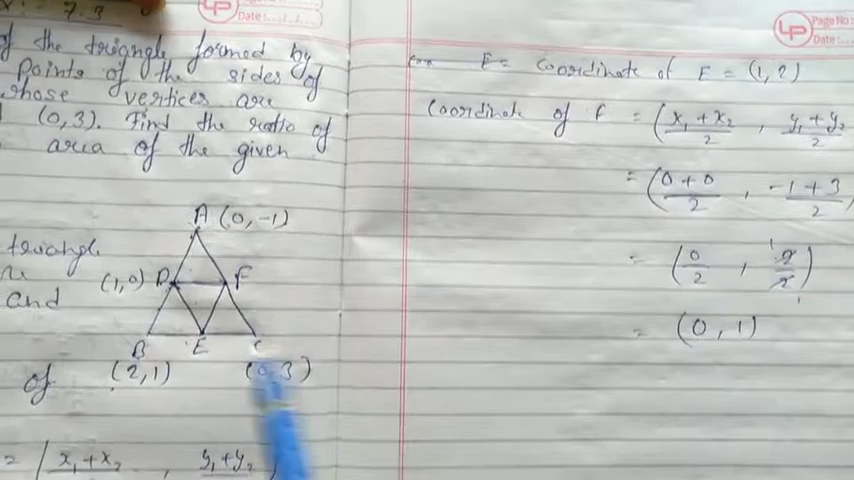 x :- 7.3
Date:
of the triangle formed by
points of the sides of
whose vertices are
(0,3). Find the ratio of
area of the given
A (0, -1)
triangle
(1,0) D F
and
B E C
of (2,1) (0,3)
= ( x₁+x₂ , y₁+y₂
LP Page No.:
Date:
Coordinate of E = (1, 2)
Coordinate of F = ( x₁ + x₂ / 2 , y₁ + y₂ / 2
= ( 0 + 0 / 2 , -1 + 3 / 2 )
= ( 0 / 2 , 2 / 2 )
= (0, 1)